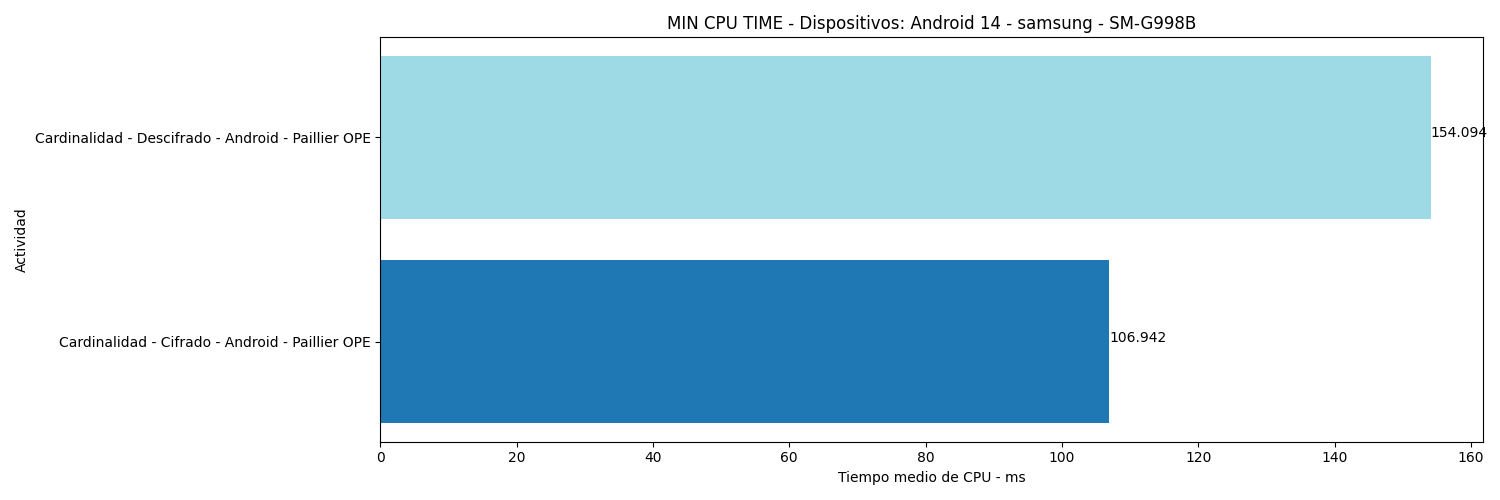 MIN CPU TIME - Dispositivos: Android 14 - samsung - SM-G998B
Actividad
Cardinalidad - Descifrado - Android - Paillier OPE
154.094
Cardinalidad - Cifrado - Android - Paillier OPE
106.942
0 20 40 60 80 100 120 140 160
Tiempo medio de CPU - ms